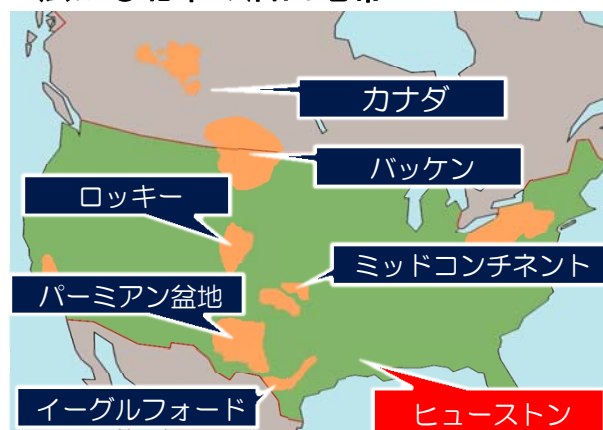 カナダ
バッケン
ロッキー
ミッドコンチネント
パーミアン盆地
イーグルフォード
ヒューストン